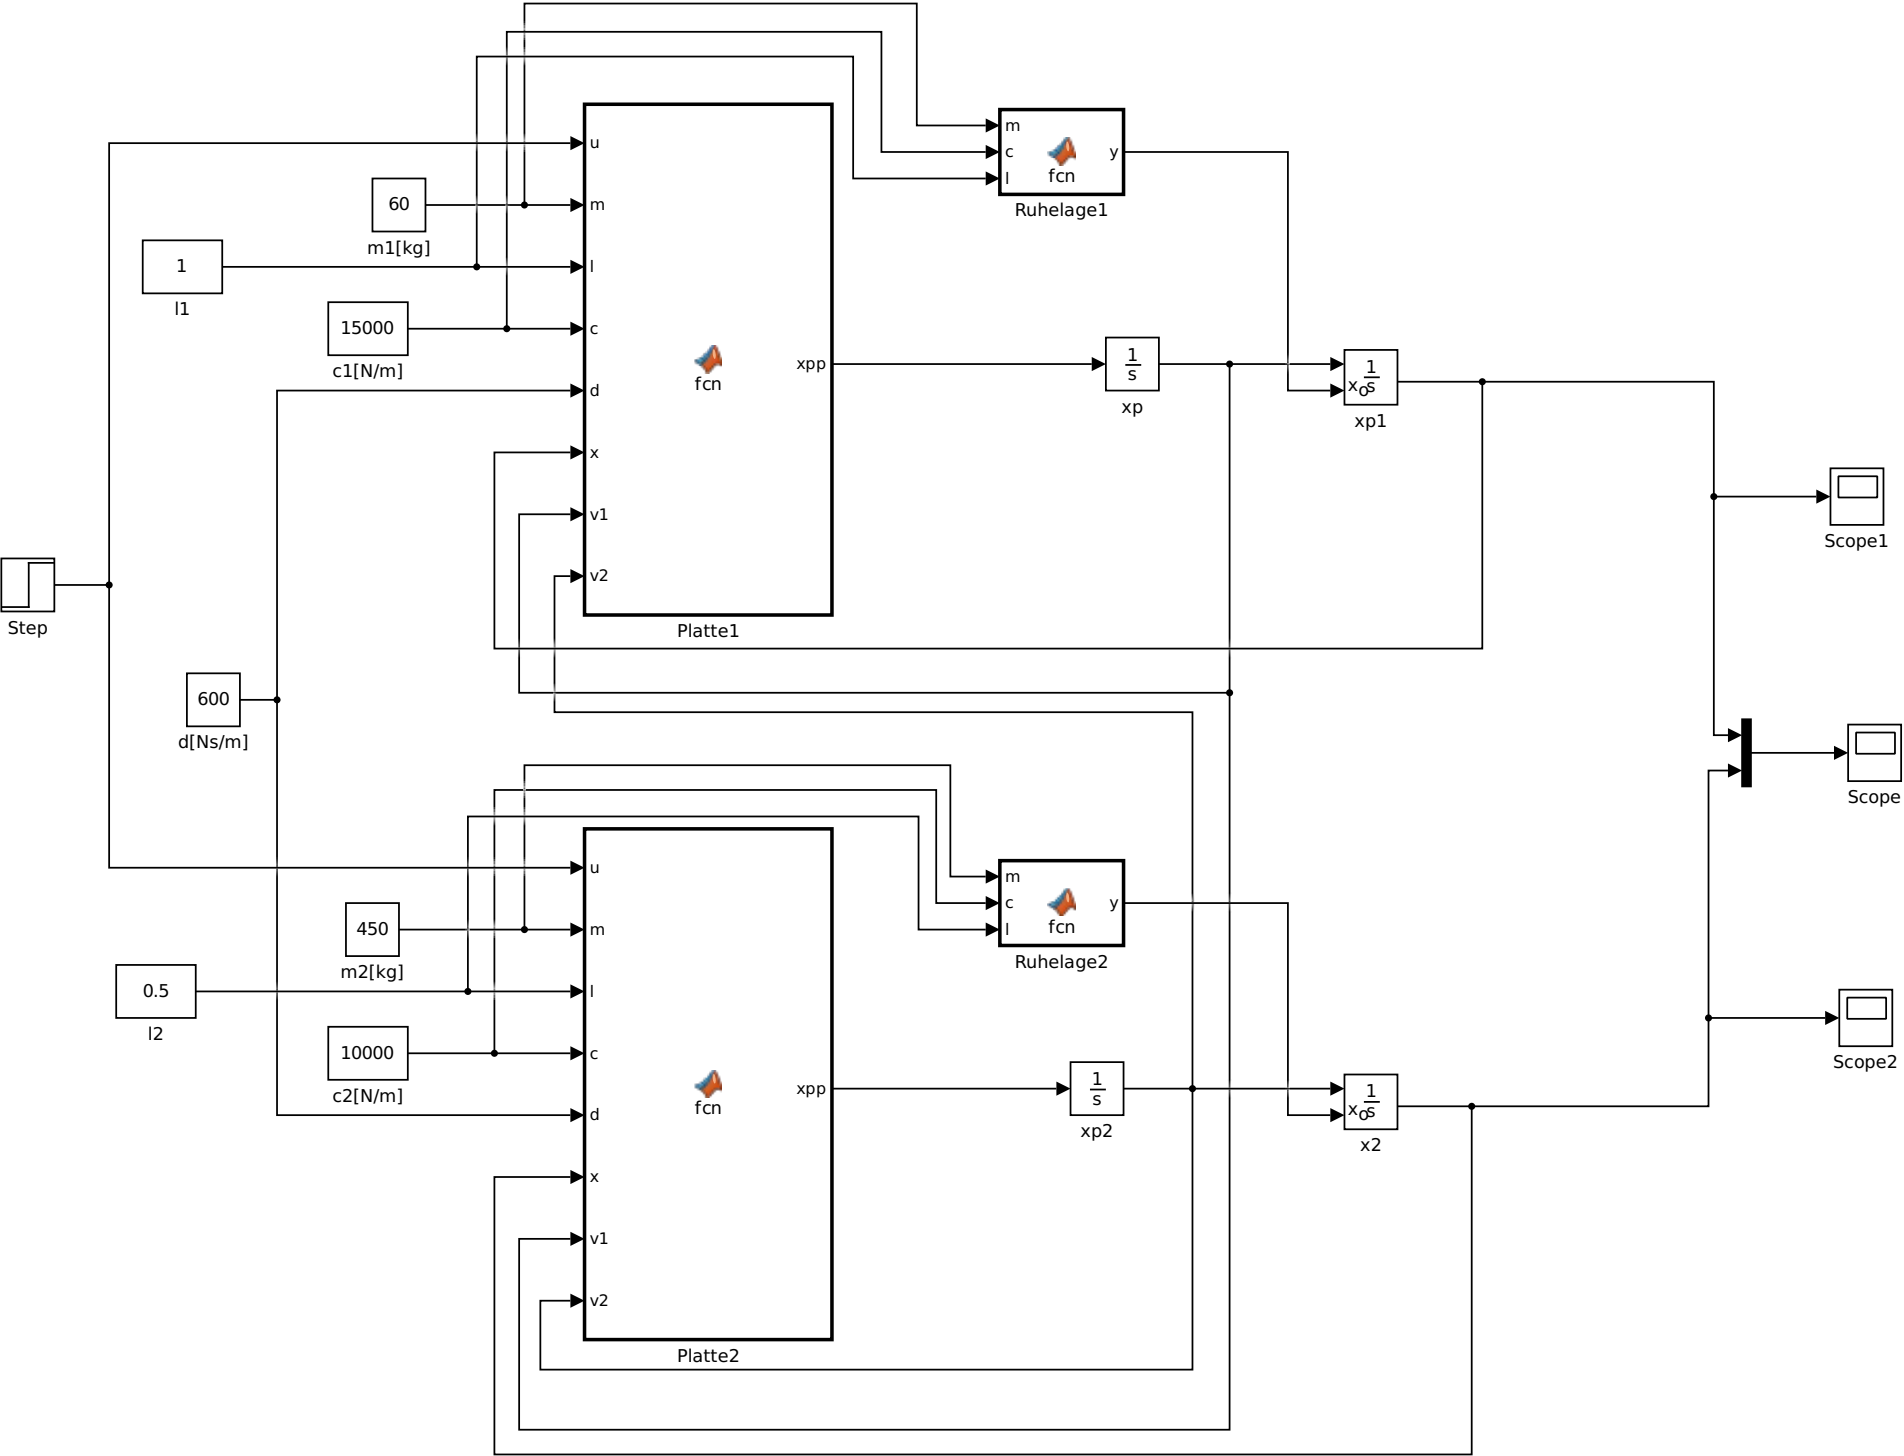 u
m
l
c
d
x
v1
v2
fcn
xpp
Platte1
60
m1[kg]
1
l1
15000
c1[N/m]
m
c
l
fcn
y
Ruhelage1
1
s
xp
xo
1
s
xp1
Scope1
Step
600
d[Ns/m]
Scope
u
m
l
c
d
x
v1
v2
fcn
xpp
Platte2
450
m2[kg]
0.5
l2
10000
c2[N/m]
m
c
l
fcn
y
Ruhelage2
1
s
xp2
xo
1
s
x2
Scope2